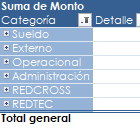 Suma de Monto
Categoría Detalle
Sueldo
Externo
Operacional
Administración
REDCROSS
REDTEC
Total general